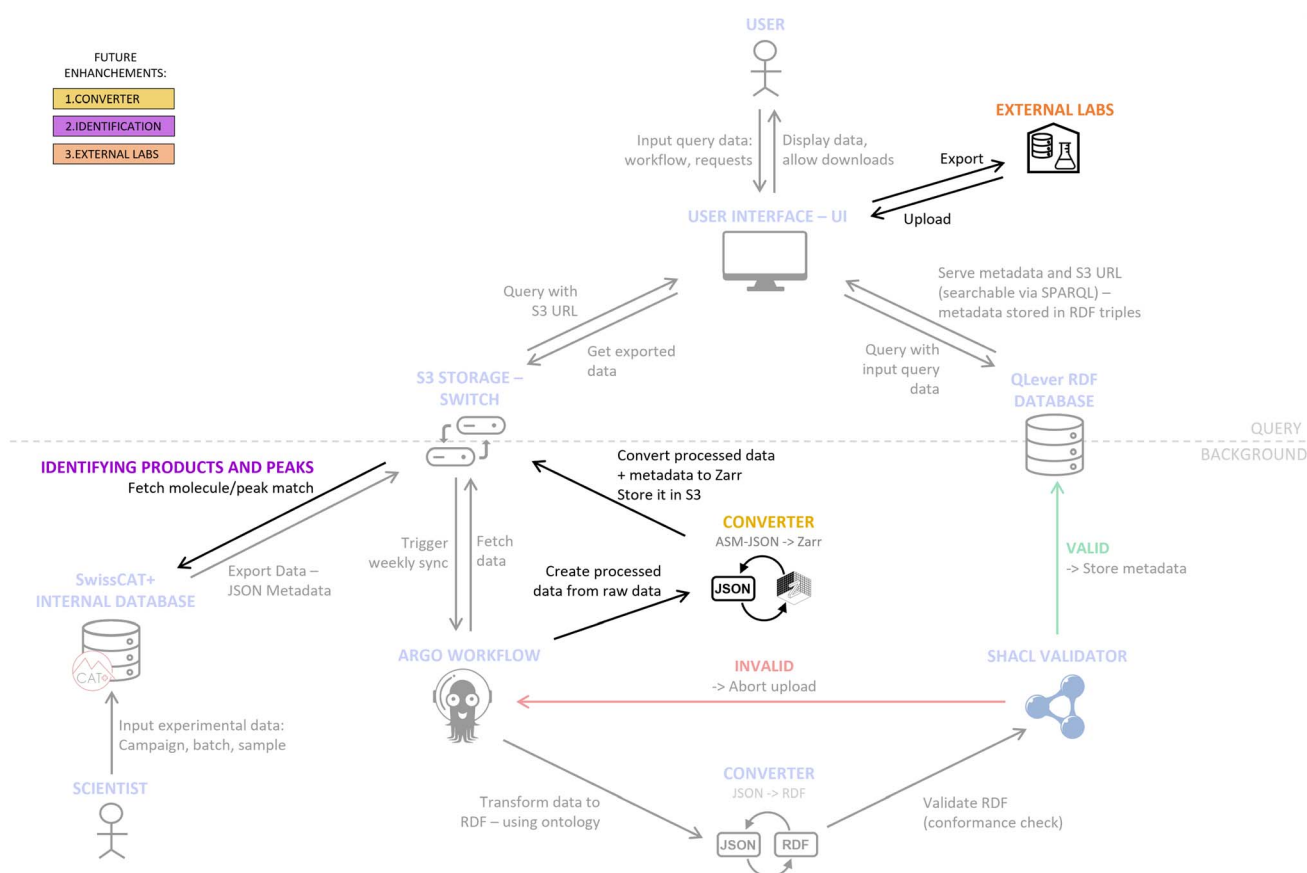 USER
FUTURE
ENHANCHEMENTS:
1.CONVERTER
2.IDENTIFICATION
3.EXTERNAL LABS
Input query data:
workflow, requests
Display data,
allow downloads
EXTERNAL LABS
Export
Upload
USER INTERFACE – UI
Query with
S3 URL
Get exported
data
Serve metadata and S3 URL
(searchable via SPARQL) –
metadata stored in RDF triples
Query with
input query
data
S3 STORAGE –
SWITCH
QLever RDF
DATABASE
QUERY
BACKGROUND
IDENTIFYING PRODUCTS AND PEAKS
Fetch molecule/peak match
Convert processed data
+ metadata to Zarr
Store it in S3
CONVERTER
ASM-JSON -> Zarr
JSON
Trigger
weekly sync
Fetch
data
Export Data –
JSON Metadata
Create processed
data from raw data
VALID
-> Store metadata
SwissCAT+
INTERNAL DATABASE
CAT+
ARGO WORKFLOW
INVALID
-> Abort upload
SHACL VALIDATOR
Input experimental data:
Campaign, batch, sample
SCIENTIST
Transform data to
RDF – using ontology
CONVERTER
JSON -> RDF
JSON
RDF
Validate RDF
(conformance check)